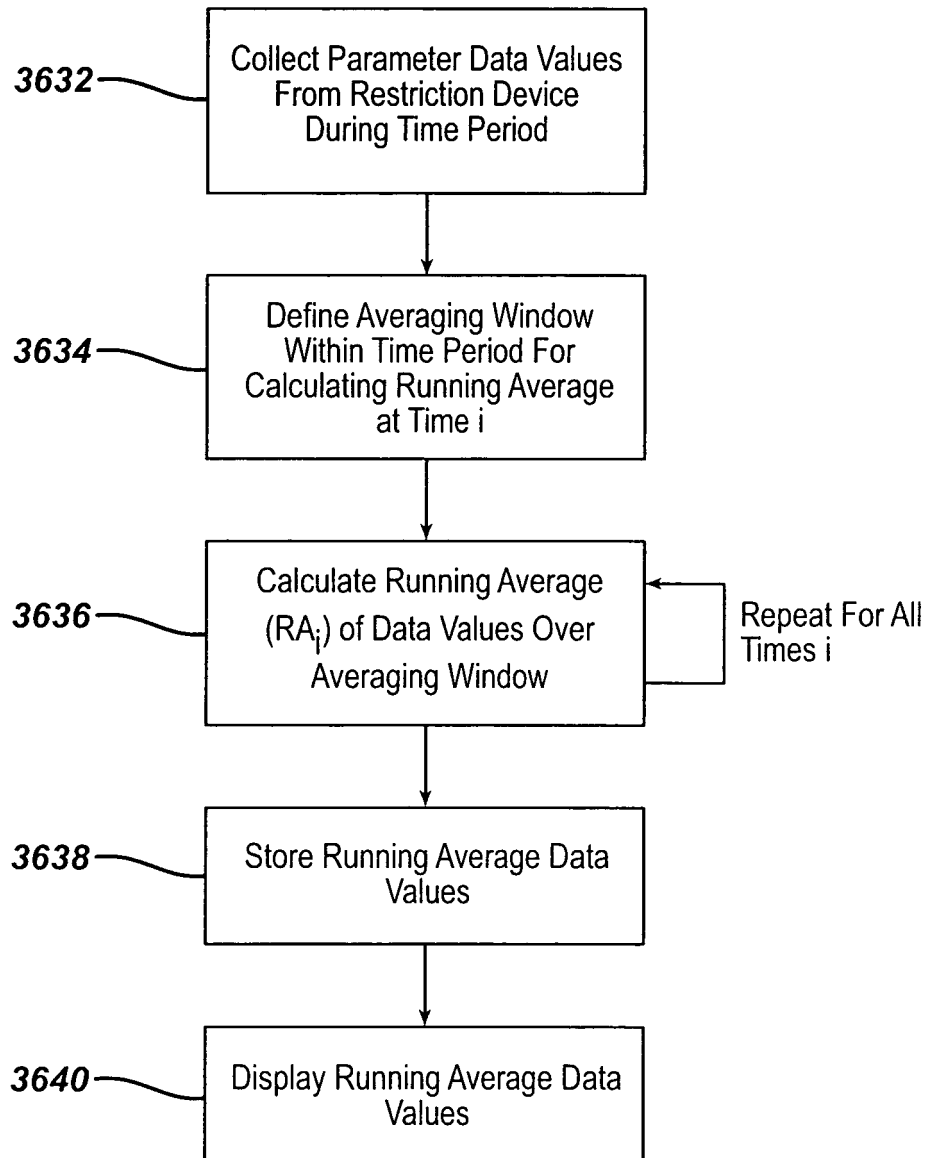 3632
Collect Parameter Data Values
From Restriction Device
During Time Period
3634
Define Averaging Window
Within Time Period For
Calculating Running Average
at Time i
3636
Calculate Running Average
(RAi) of Data Values Over
Averaging Window
Repeat For All
Times i
3638
Store Running Average Data
Values
3640
Display Running Average Data
Values